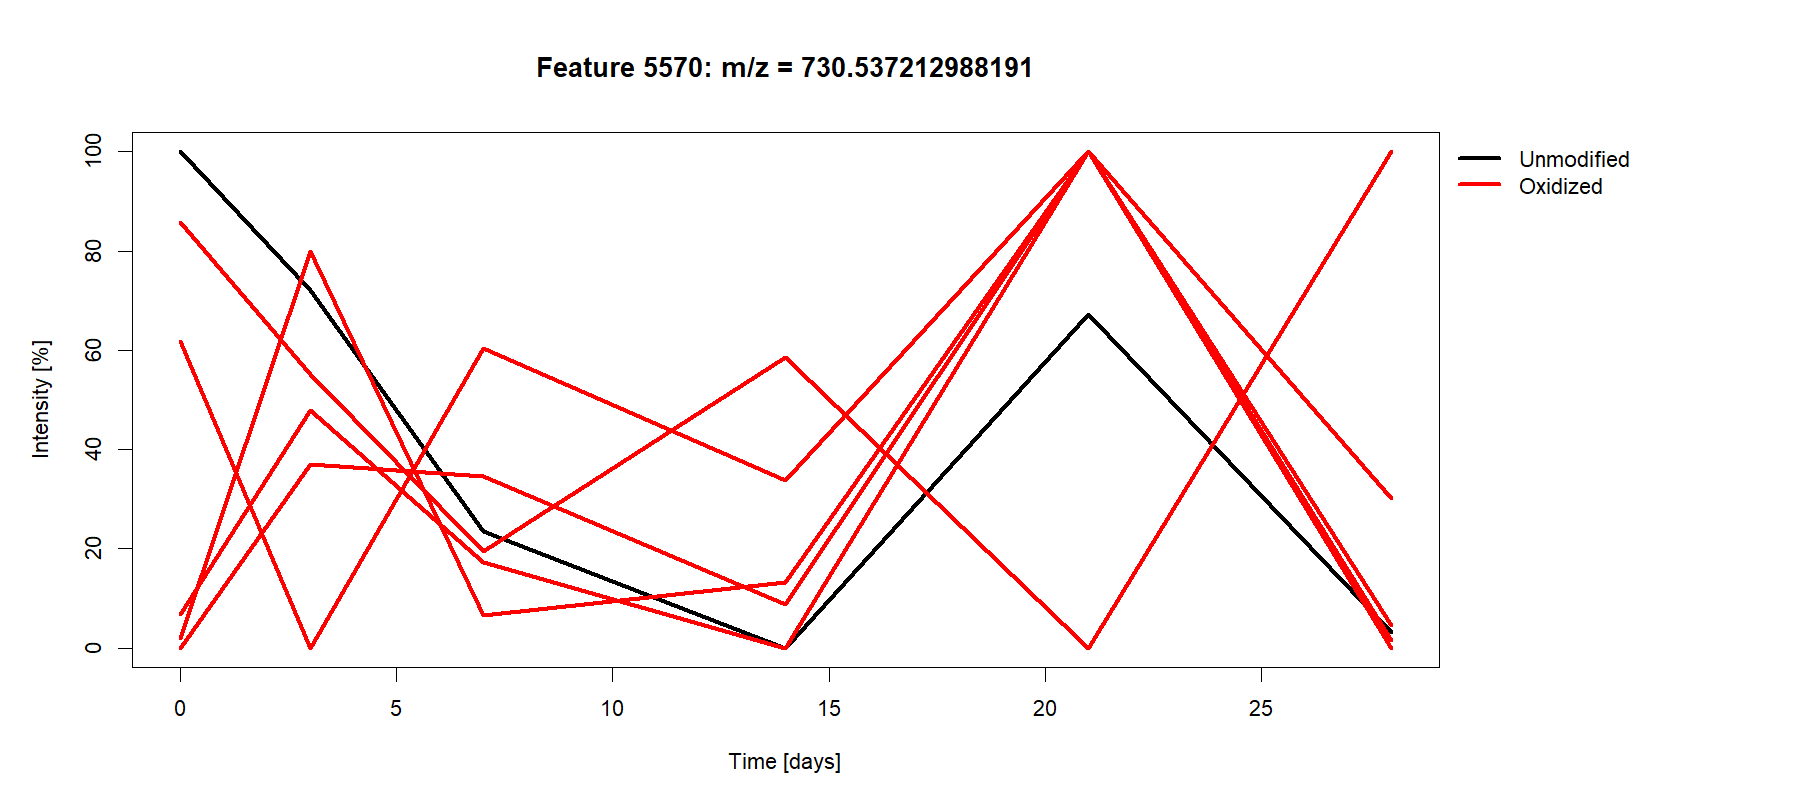 Feature 5570: m/z = 730.537212988191
Unmodified
Oxidized
100
80
60
40
20
0
Intensity [%]
0 5 10 15 20 25
Time [days]